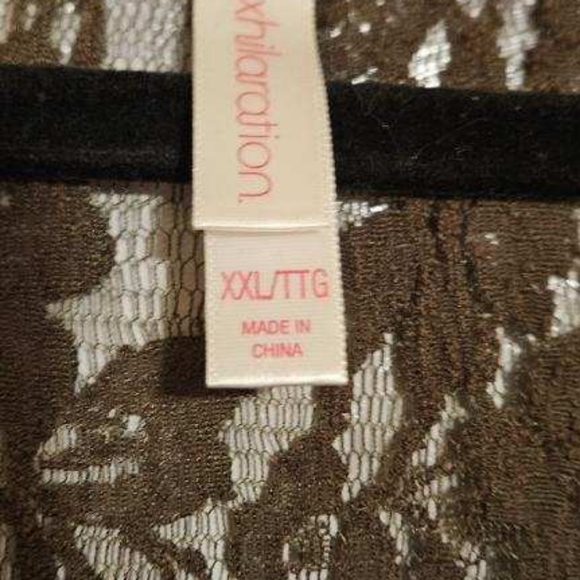 xhilaration.
XXL/TTG
MADE IN
CHINA